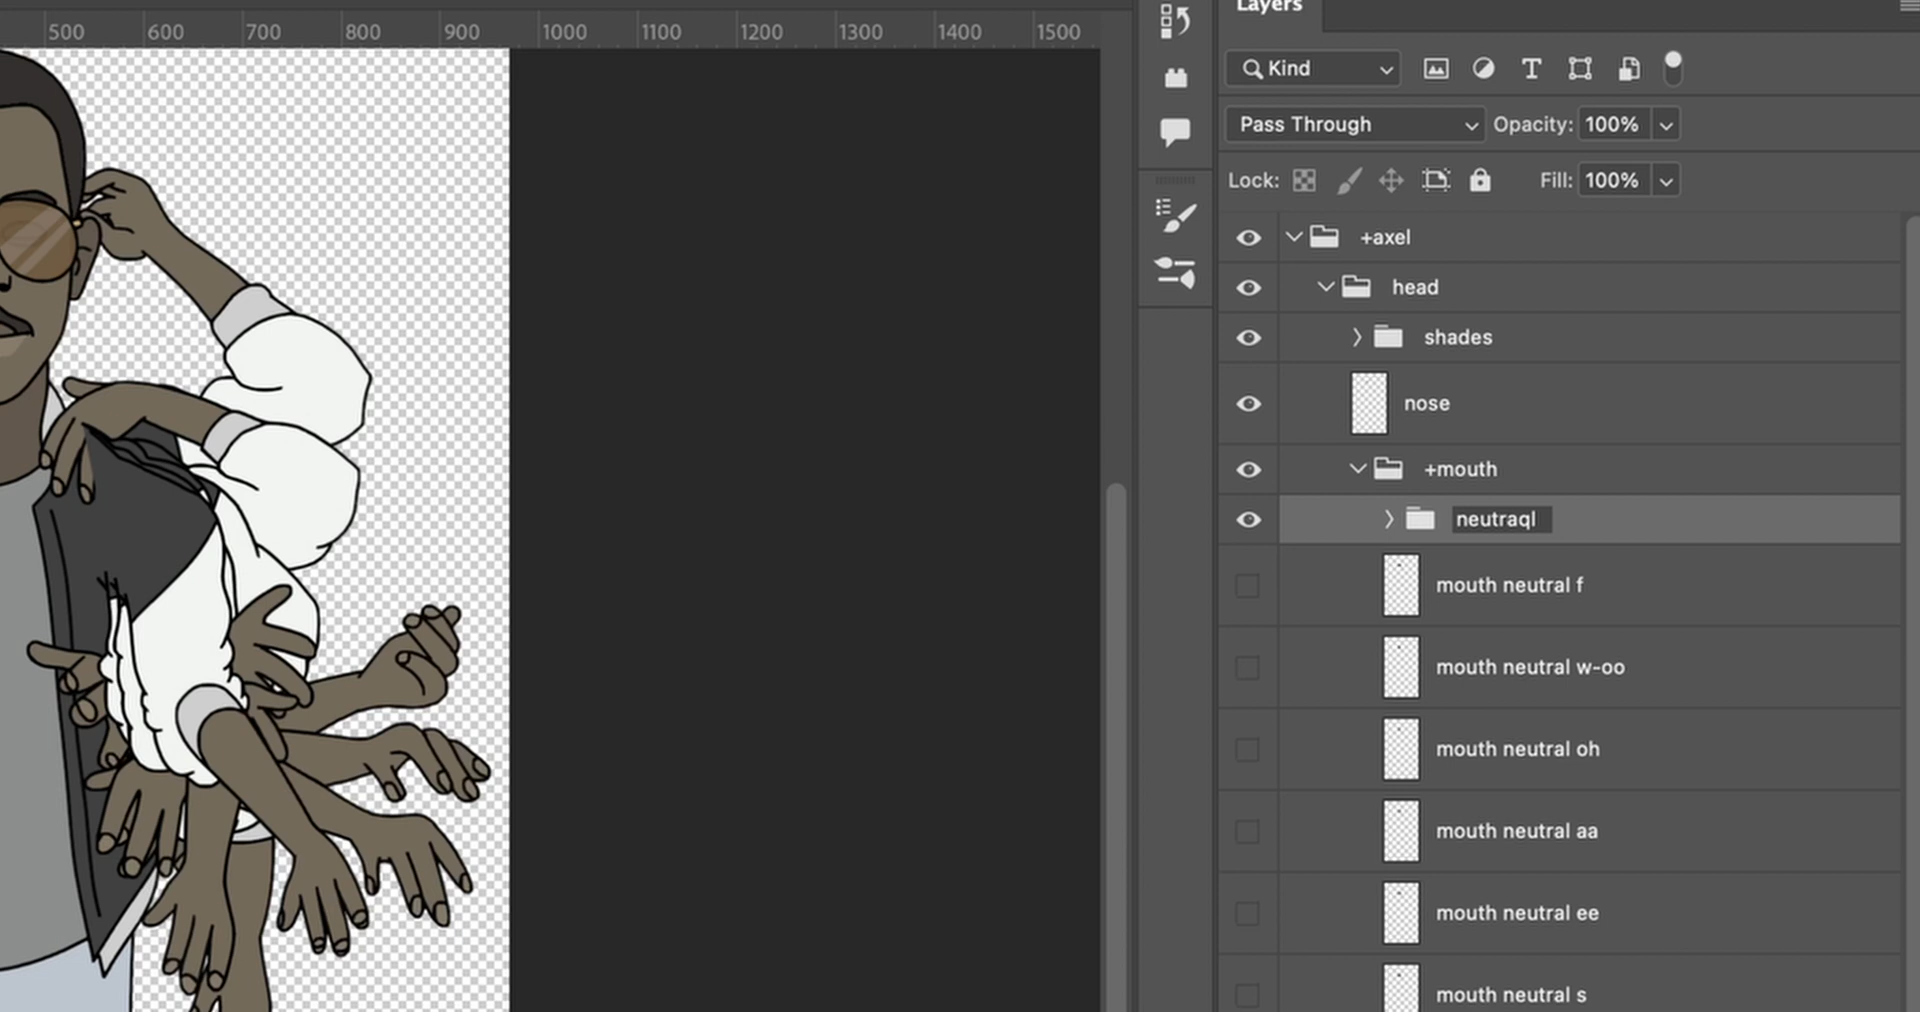 500 600 700 800 900 1000 1100 1200 1300 1400 1500
Layers
Kind
Pass Through Opacity: 100%
Lock: Fill: 100%
+axel
head
shades
nose
+mouth
neutraql
mouth neutral f
mouth neutral w-oo
mouth neutral oh
mouth neutral aa
mouth neutral ee
mouth neutral s